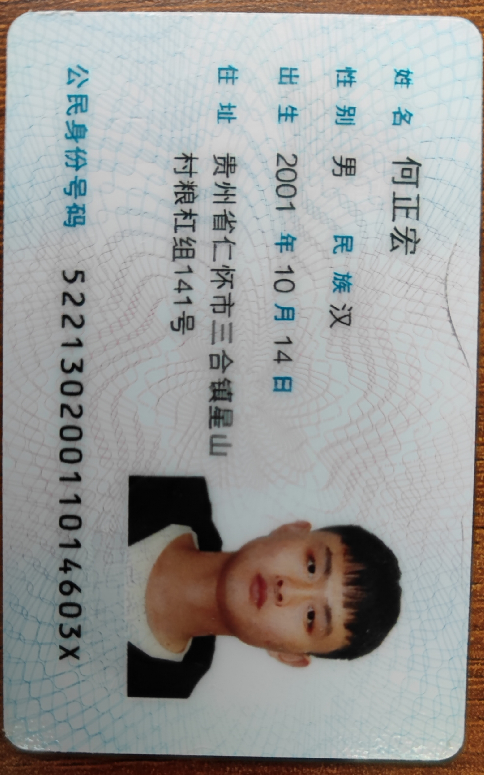 姓名 何正宏
性别 男 民族 汉
出生 2001 年 10 月 14 日
住址 贵州省仁怀市三合镇星山
村粮杠组141号
公民身份号码 52213020011014603X